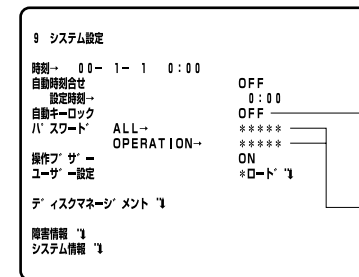 9 システム設定
時刻→ 00- 1- 1 0:00
自動時刻合せ OFF
設定時刻→ 0:00
自動キーロック OFF
パスワード ALL→ *****
OPERATION→ *****
操作ブザー ON
ユーザー設定 *ロード
ディスクマネージメント
障害情報
システム情報